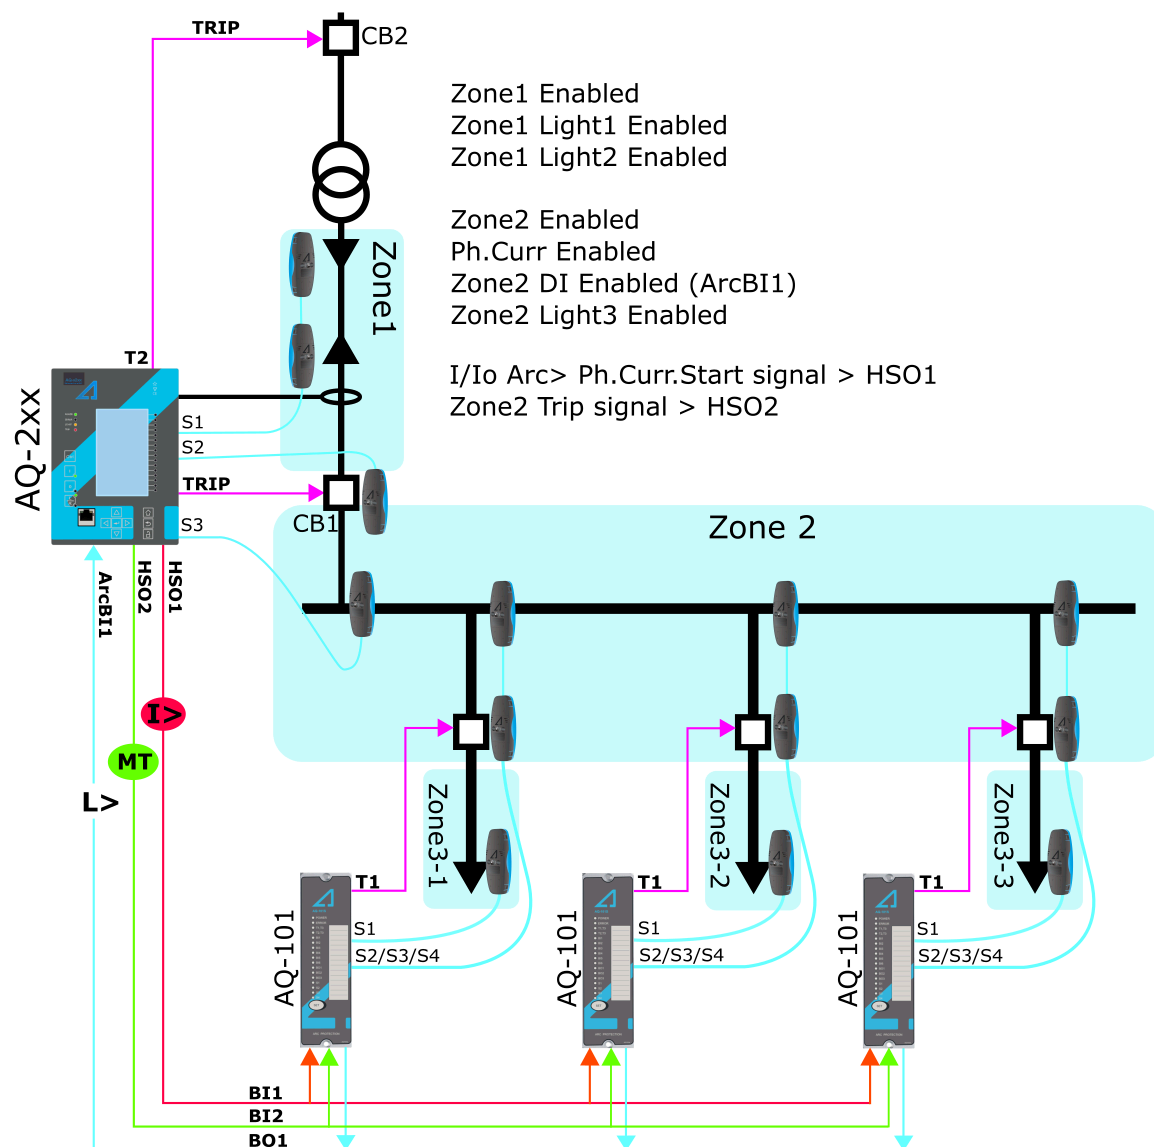 TRIP
CB2
Zone1 Enabled
Zone1 Light1 Enabled
Zone1 Light2 Enabled
Zone2 Enabled
Ph.Curr Enabled
Zone2 DI Enabled (ArcBI1)
Zone2 Light3 Enabled
I/Io Arc> Ph.Curr.Start signal > HSO1
Zone2 Trip signal > HSO2
Zone1
T2
AQ-2xx
S1
S2
TRIP
CB1
S3
Zone 2
ArcBI1
HSO2
HSO1
I>
MT
L>
Zone3-1
Zone3-2
Zone3-3
T1
T1
T1
AQ-101
S1
S2/S3/S4
AQ-101
S1
S2/S3/S4
AQ-101
S1
S2/S3/S4
BI1
BI2
BO1